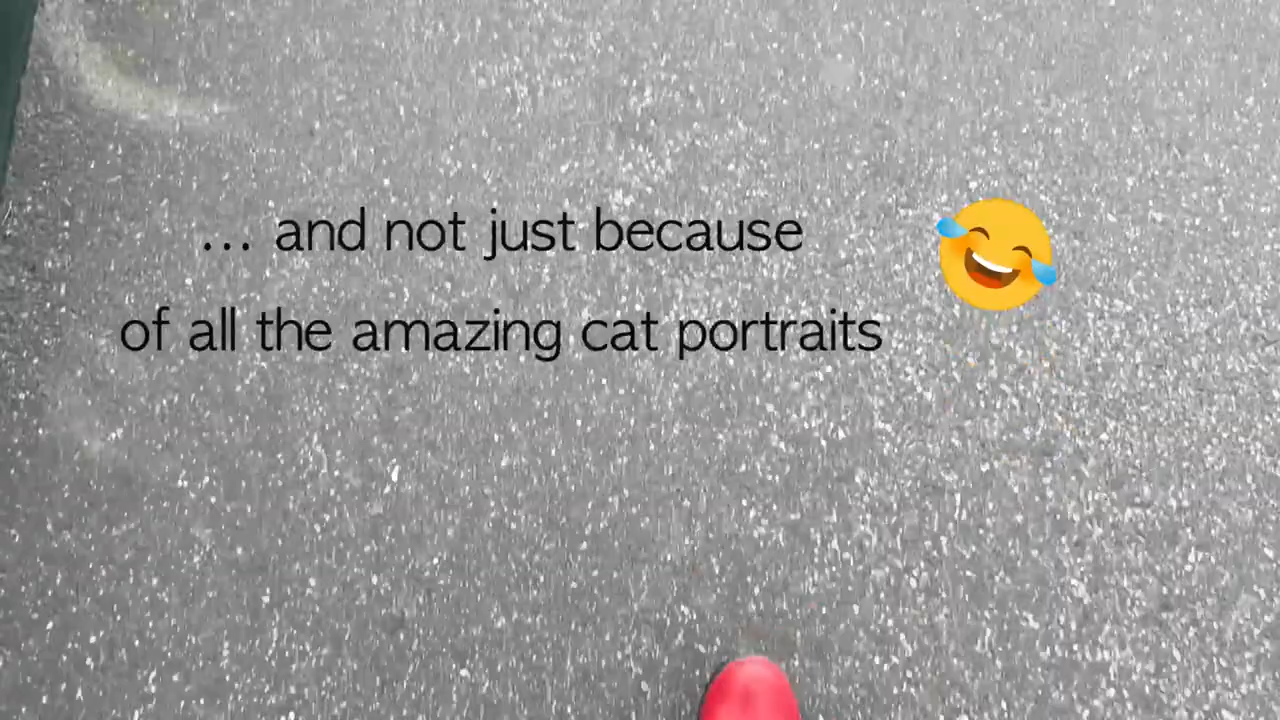 ... and not just because
of all the amazing cat portraits